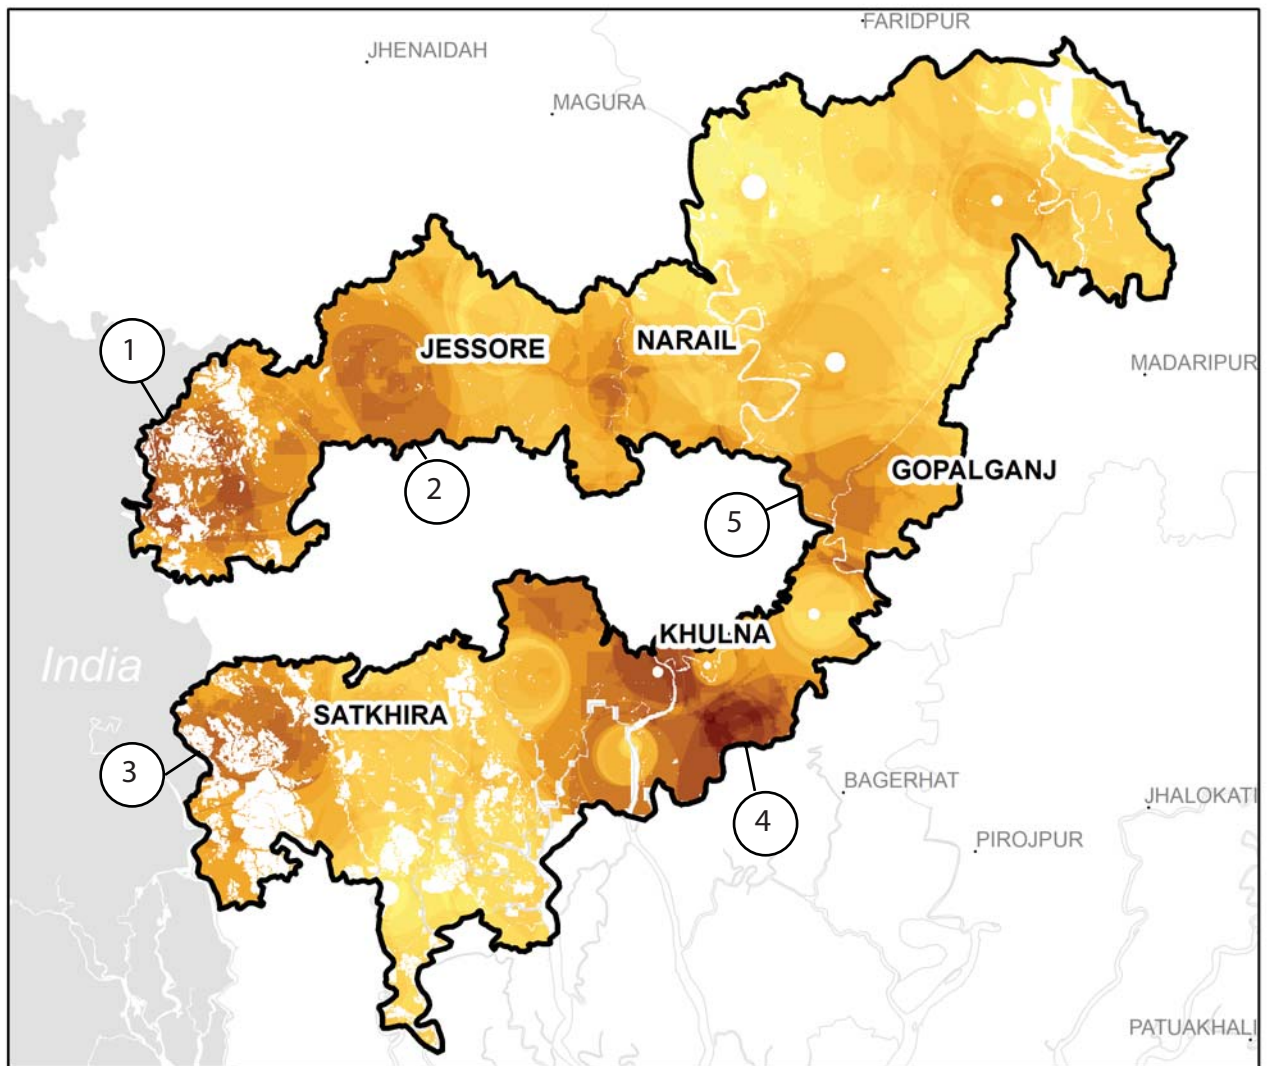 FARIDPUR
JHENAIDAH
MAGURA
1
JESSORE
NARAIL
MADARIPUR
2
GOPALGANJ
5
KHULNA
India
SATKHIRA
3
BAGERHAT
JHALOKATI
4
PIROJPUR
PATUAKHALI